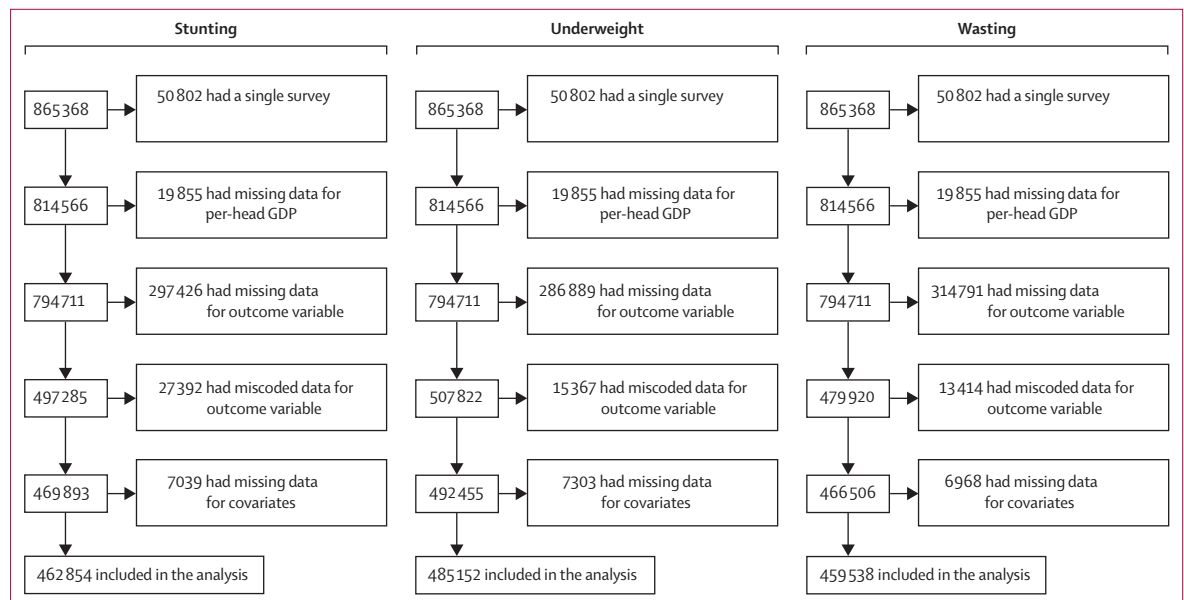 Stunting
865368
50802 had a single survey
814566
19855 had missing data for
per-head GDP
794711
297426 had missing data
for outcome variable
497285
27392 had miscoded data for
outcome variable
469893
7039 had missing data
for covariates
462854 included in the analysis
Underweight
865368
50802 had a single survey
814566
19855 had missing data for
per-head GDP
794711
286889 had missing data
for outcome variable
507822
15367 had miscoded data for
outcome variable
492455
7303 had missing data
for covariates
485152 included in the analysis
Wasting
865368
50802 had a single survey
814566
19855 had missing data for
per-head GDP
794711
314791 had missing data
for outcome variable
479920
13414 had miscoded data for
outcome variable
466506
6968 had missing data
for covariates
459538 included in the analysis